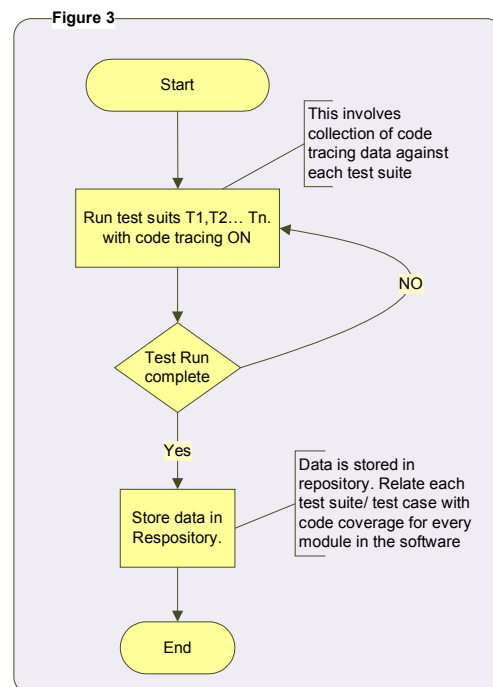 Figure 3
Start
This involves
collection of code
tracing data against
each test suite
Run test suits T1,T2... Tn.
with code tracing ON
NO
Test Run
complete
Yes
Data is stored in
repository. Relate each
test suite/ test case with
code coverage for every
module in the software
Store data in
Respository.
End